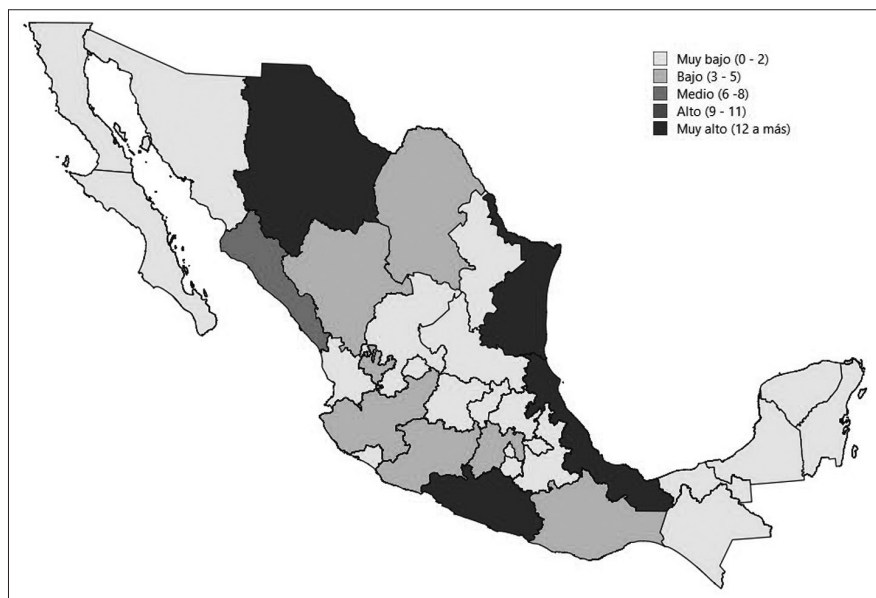 Muy bajo (0 - 2)
Bajo (3 - 5)
Medio (6 -8)
Alto (9 - 11)
Muy alto (12 a más)